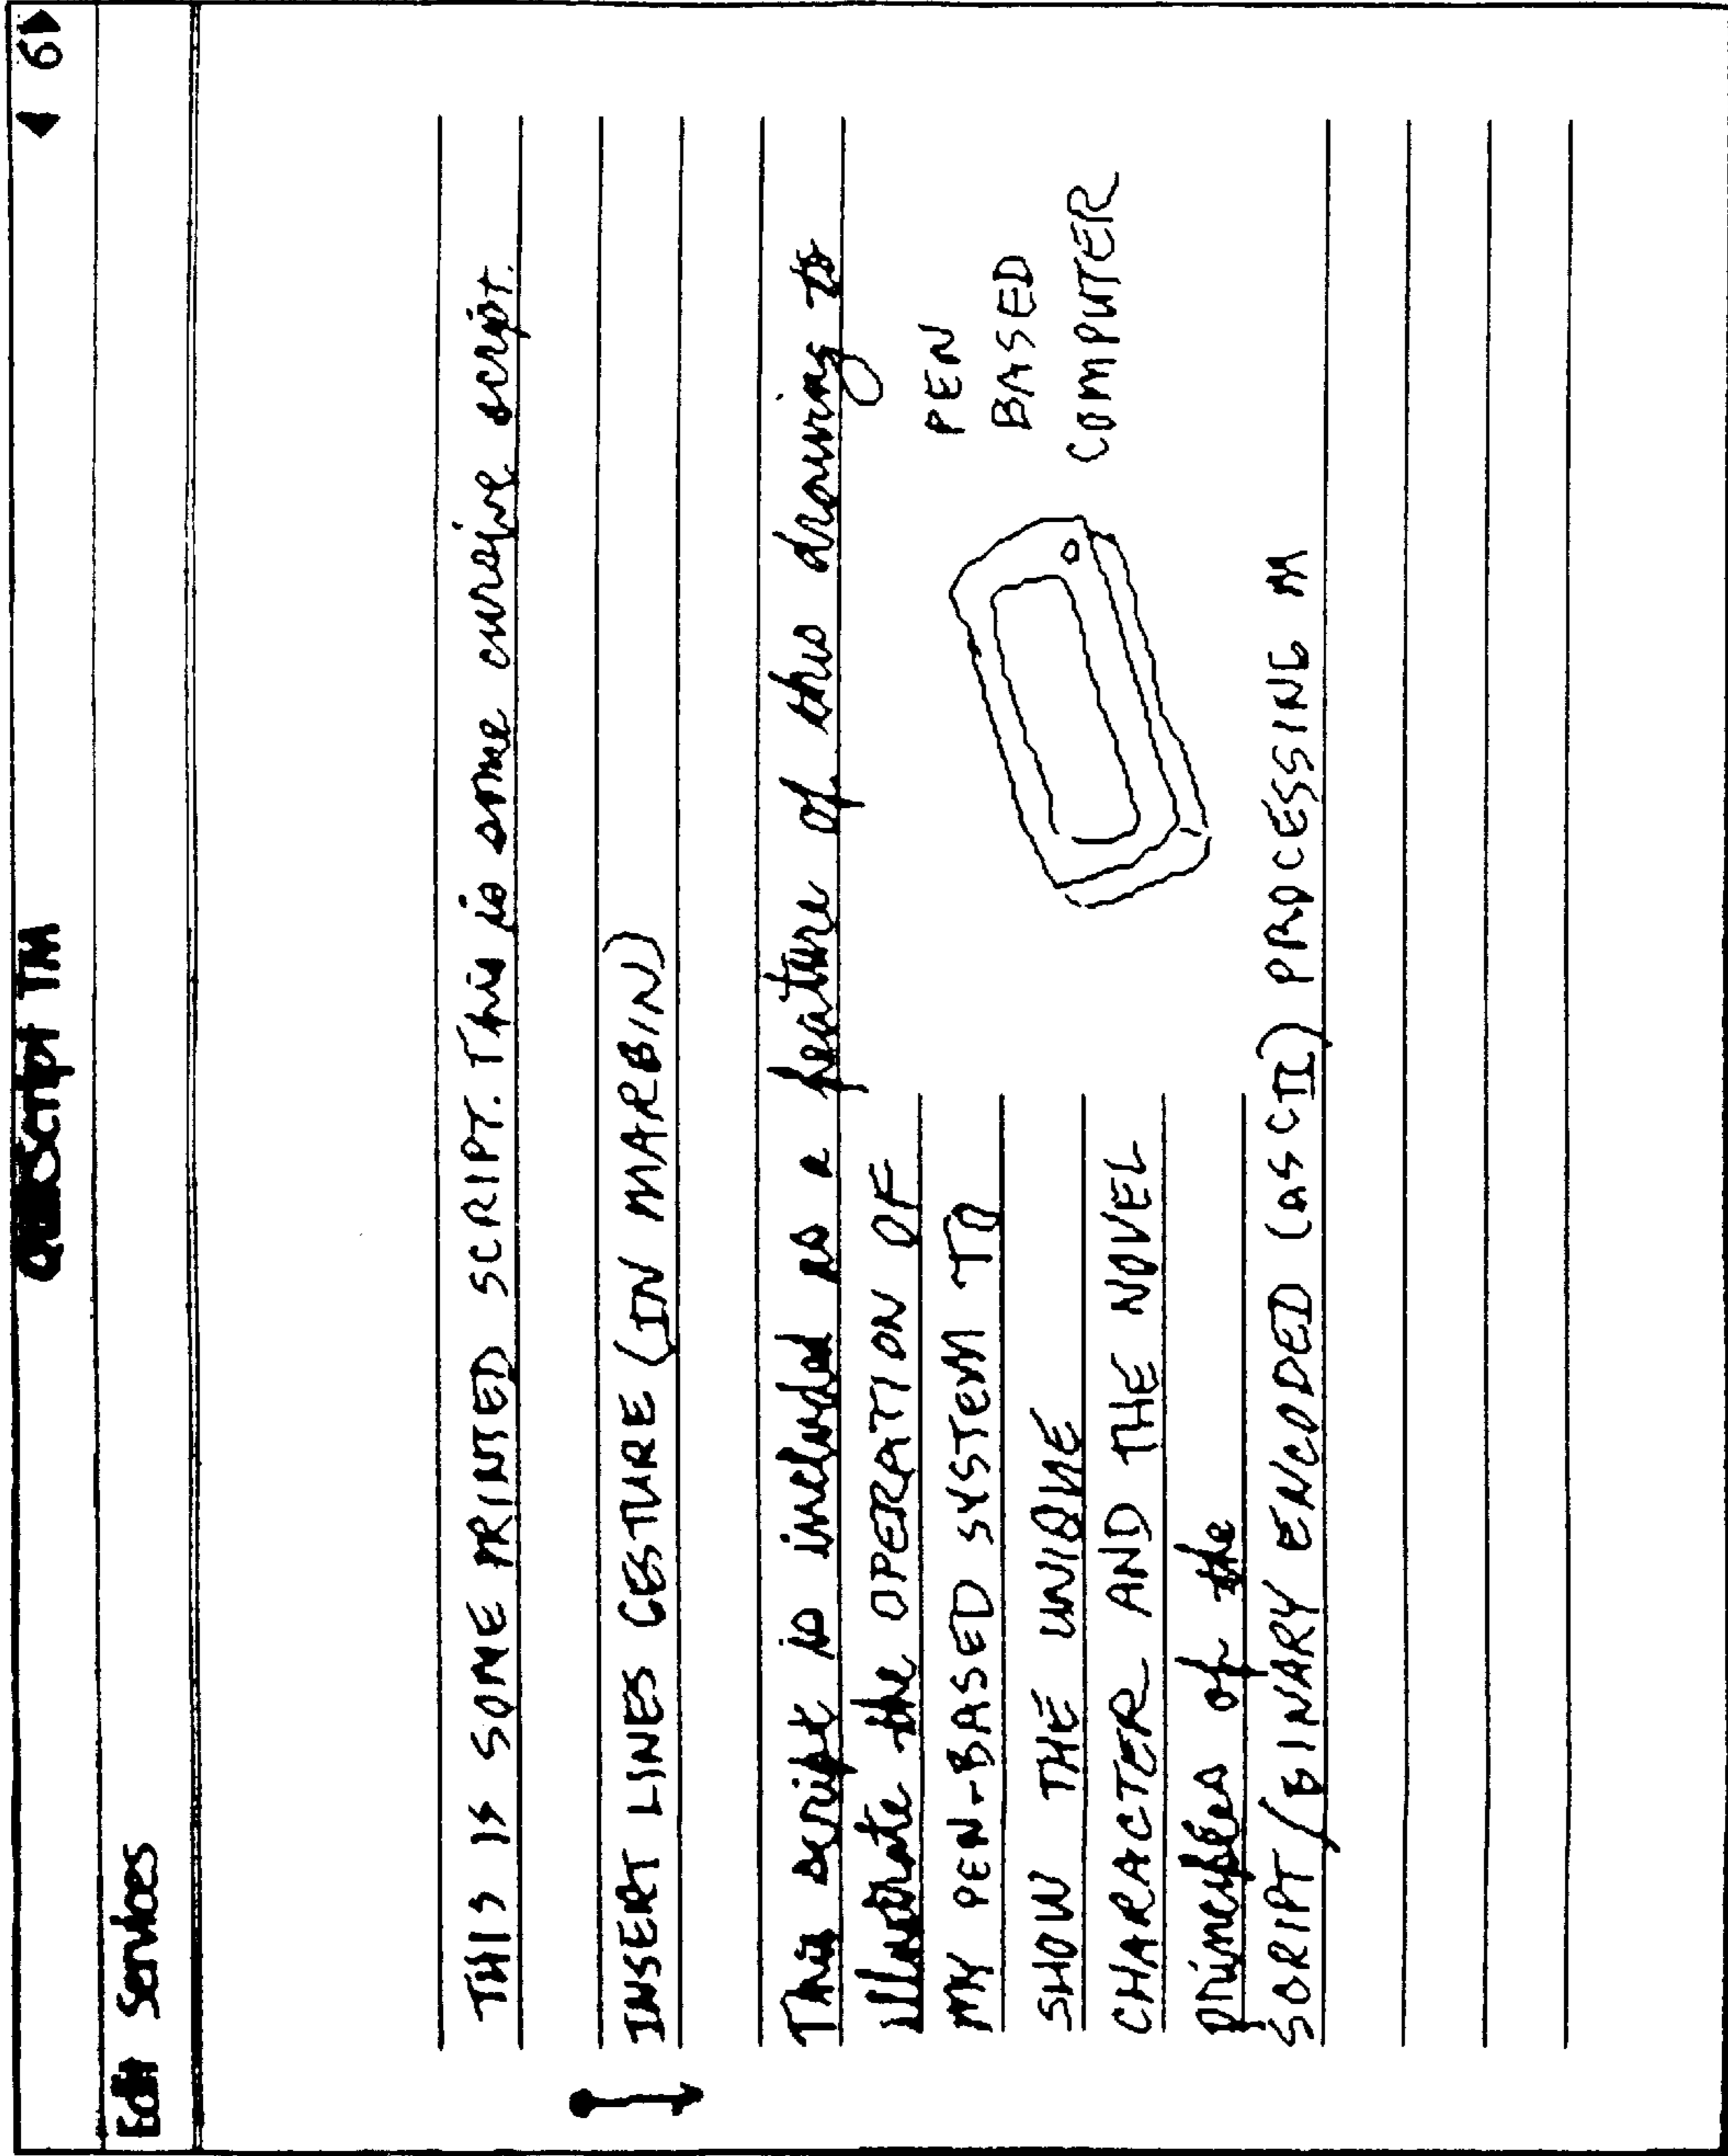 Script TM
◀ 6▶
Edit Services
THIS IS SOME PRINTED SCRIPT. This is some cursive script.
INSERT LINES GESTURE (IN MARBIN)
This script is included as a feature of this drawing to
illustrate the OPERATION OF
MY PEN-BASED SYSTEM TO
SHOW THE UNIQUE
CHARACTER AND THE NOVEL
principles of the
SCRIPT/BINARY ENCODED (ASCII) PROCESSING M
PEN
BASED
COMPUTER